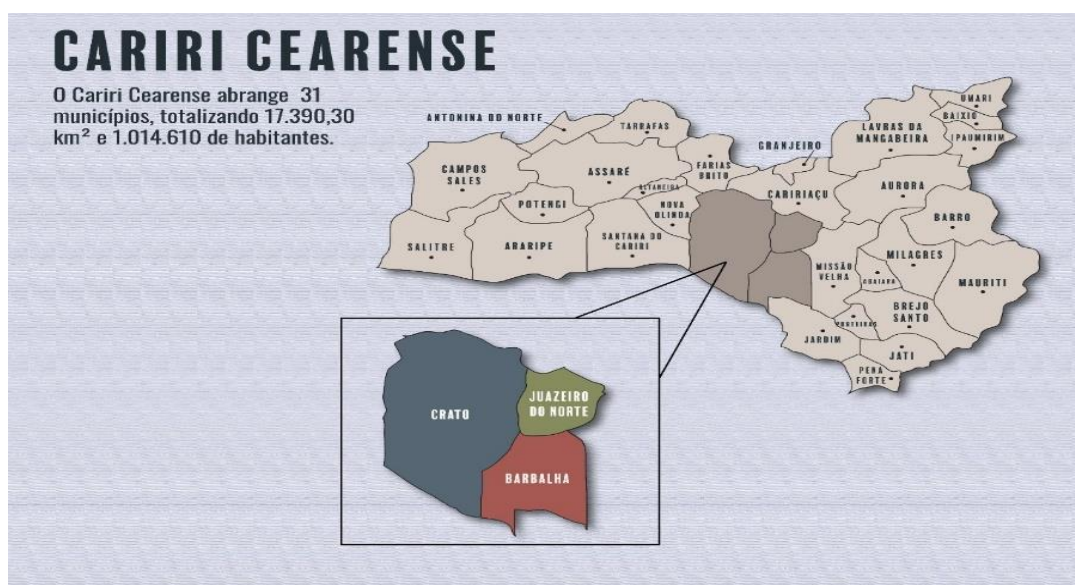 CARIRI CEARENSE
O Cariri Cearense abrange 31
municípios, totalizando 17.390,30
km² e 1.014.610 de habitantes.
UMARI
BAIXIO
IPAUMIRIM
ANTONINA DO NORTE
TARRAFAS
LAVRAS DA
MANGABEIRA
GRANJEIRO
CAMPOS
SALES
ASSARÉ
FARIAS
BRITO
ALTANEIRA
CARIRIAÇU
AURORA
POTENGI
NOVA
OLINDA
BARRO
SALITRE
ARARIPE
SANTANA DO
CARIRI
MISSÃO
VELHA
MILAGRES
ABAIARA
MAURITI
BREJO
SANTO
PORTEIRAS
JARDIM
JATI
PENA
FORTE
CRATO
JUAZEIRO
DO NORTE
BARBALHA